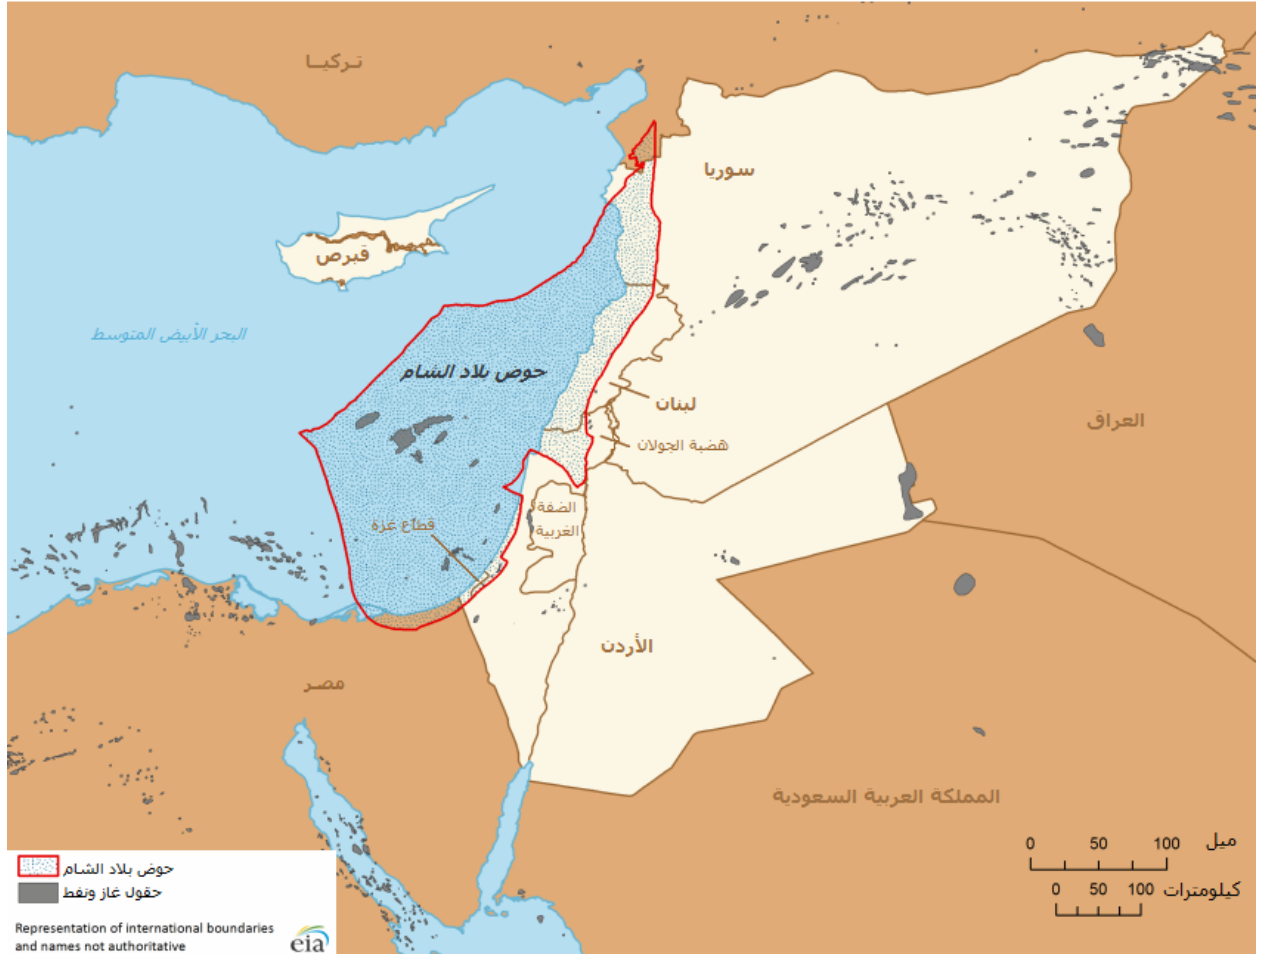 تركيا
سوريا
قبرص
البحر الأبيض المتوسط
حوض بلاد الشام
لبنان
العراق
هضبة الجولان
الضفة
الغربية
قطاع غزة
الأردن
مصر
المملكة العربية السعودية
0 50 100 ميل
0 50 100 كيلومترات
حوض بلاد الشام
حقول غاز ونفط
Representation of international boundaries
and names not authoritative
eia